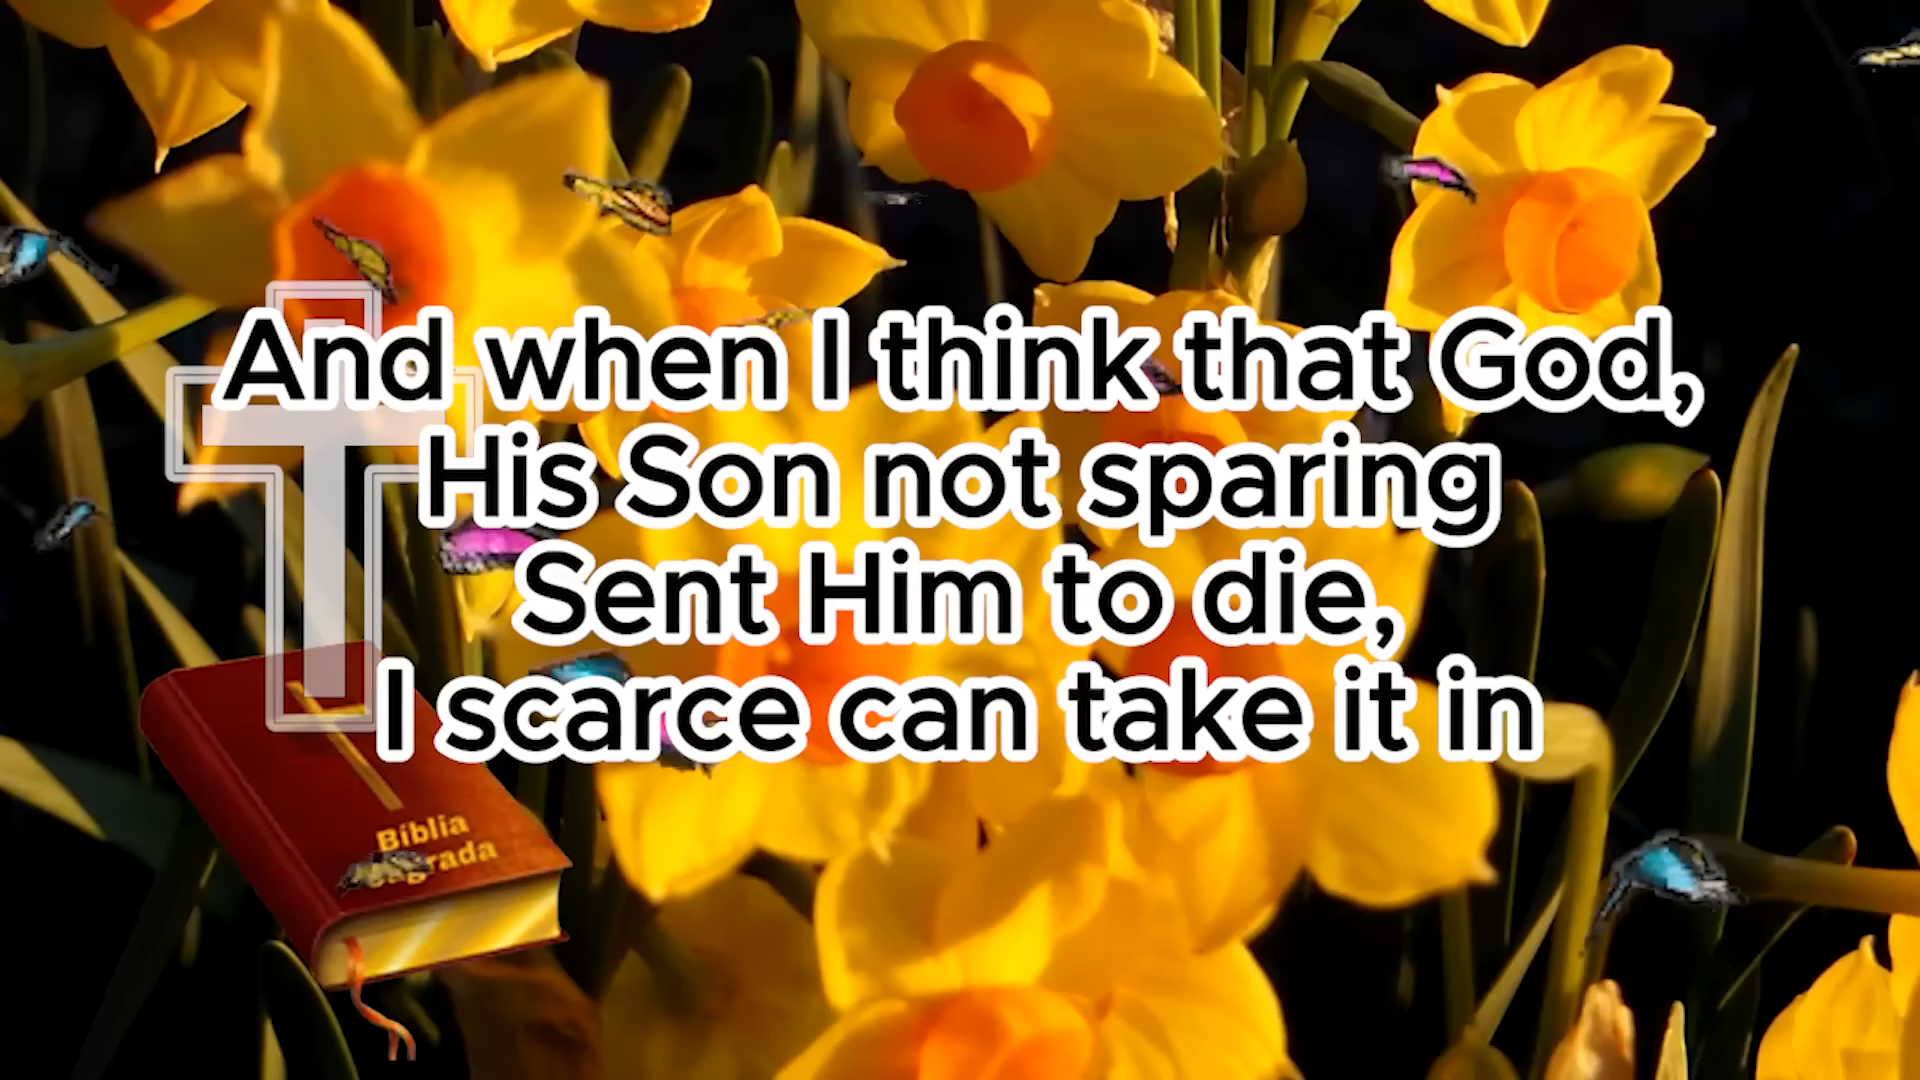 And when I think that God,
His Son not sparing
Sent Him to die,
I scarce can take it in
Bíblia